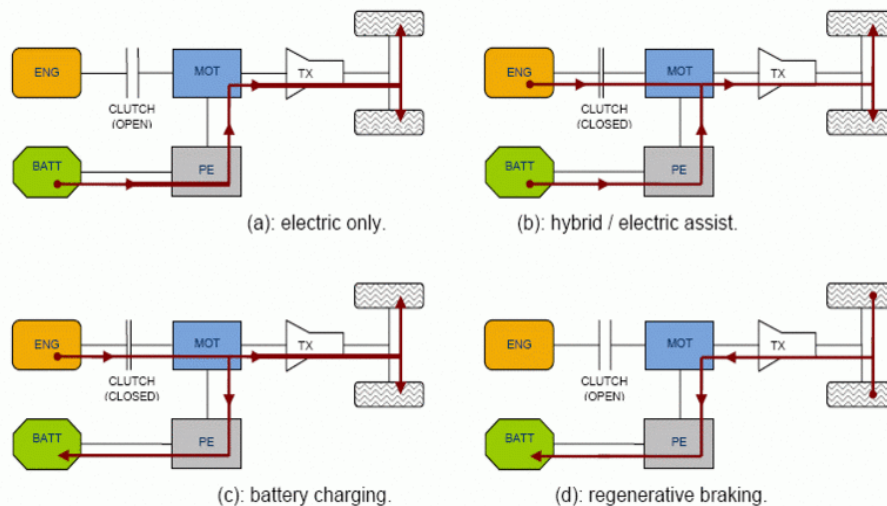 ENG
MOT
TX
CLUTCH
(OPEN)
BATT
PE
(a): electric only.
ENG
MOT
TX
CLUTCH
(CLOSED)
BATT
PE
(b): hybrid / electric assist.
ENG
MOT
TX
CLUTCH
(CLOSED)
BATT
PE
(c): battery charging.
ENG
MOT
TX
CLUTCH
(OPEN)
BATT
PE
(d): regenerative braking.